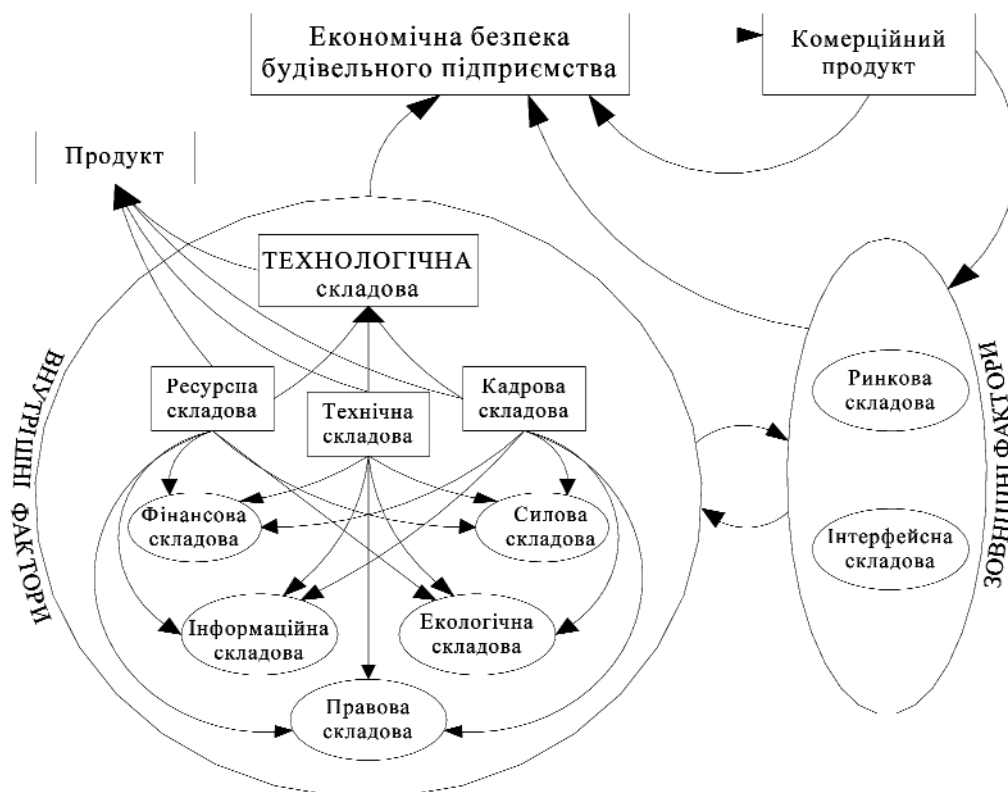 Економічна безпека
будівельного підприємства
Комерційний
продукт
Продукт
ТЕХНОЛОГІЧНА
складова
Ресурспа
складова
Технічна
складова
Кадрова
складова
Фінансова
складова
Силова
складова
Інформаційна
складова
Екологічна
складова
Правова
складова
ВНУТРІШНІ ФАКТОРИ
Ринкова
складова
Інтерфейсна
складова
ЗОВНІШНІ ФАКТОРИ